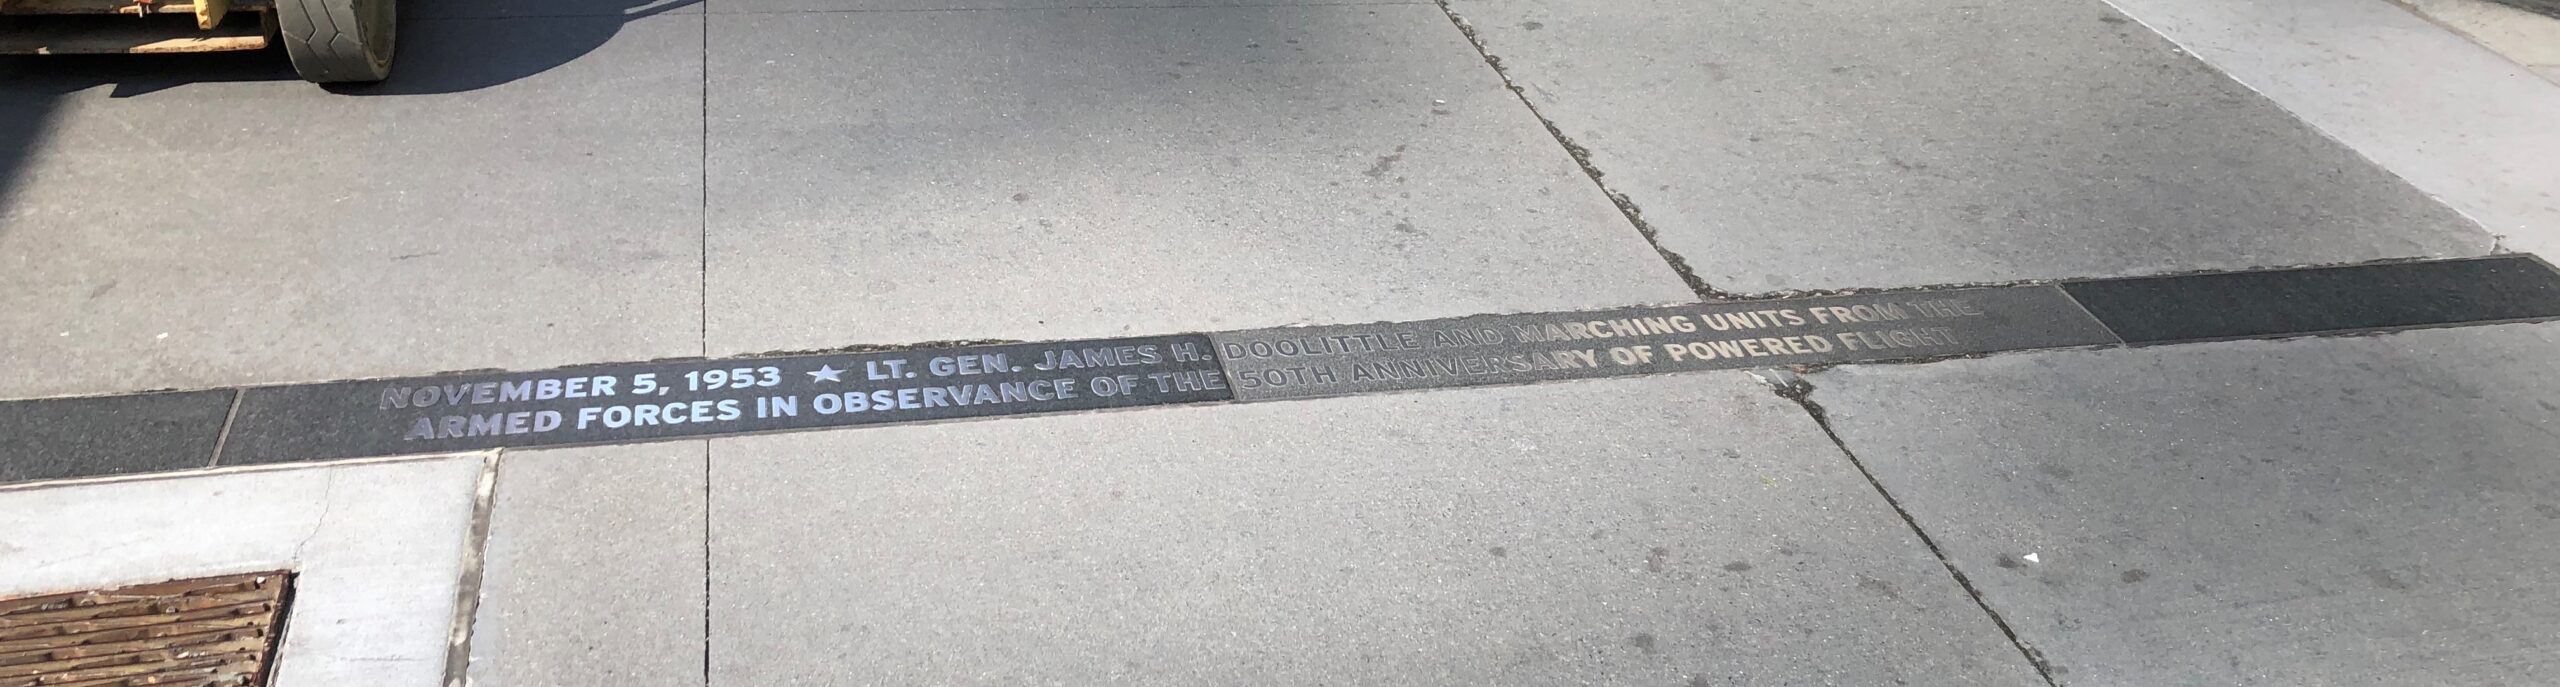 NOVEMBER 5, 1953 ★ LT. GEN. JAMES H. DOOLITTLE AND MARCHING UNITS FROM THE
ARMED FORCES IN OBSERVANCE OF THE 50TH ANNIVERSARY OF POWERED FLIGHT